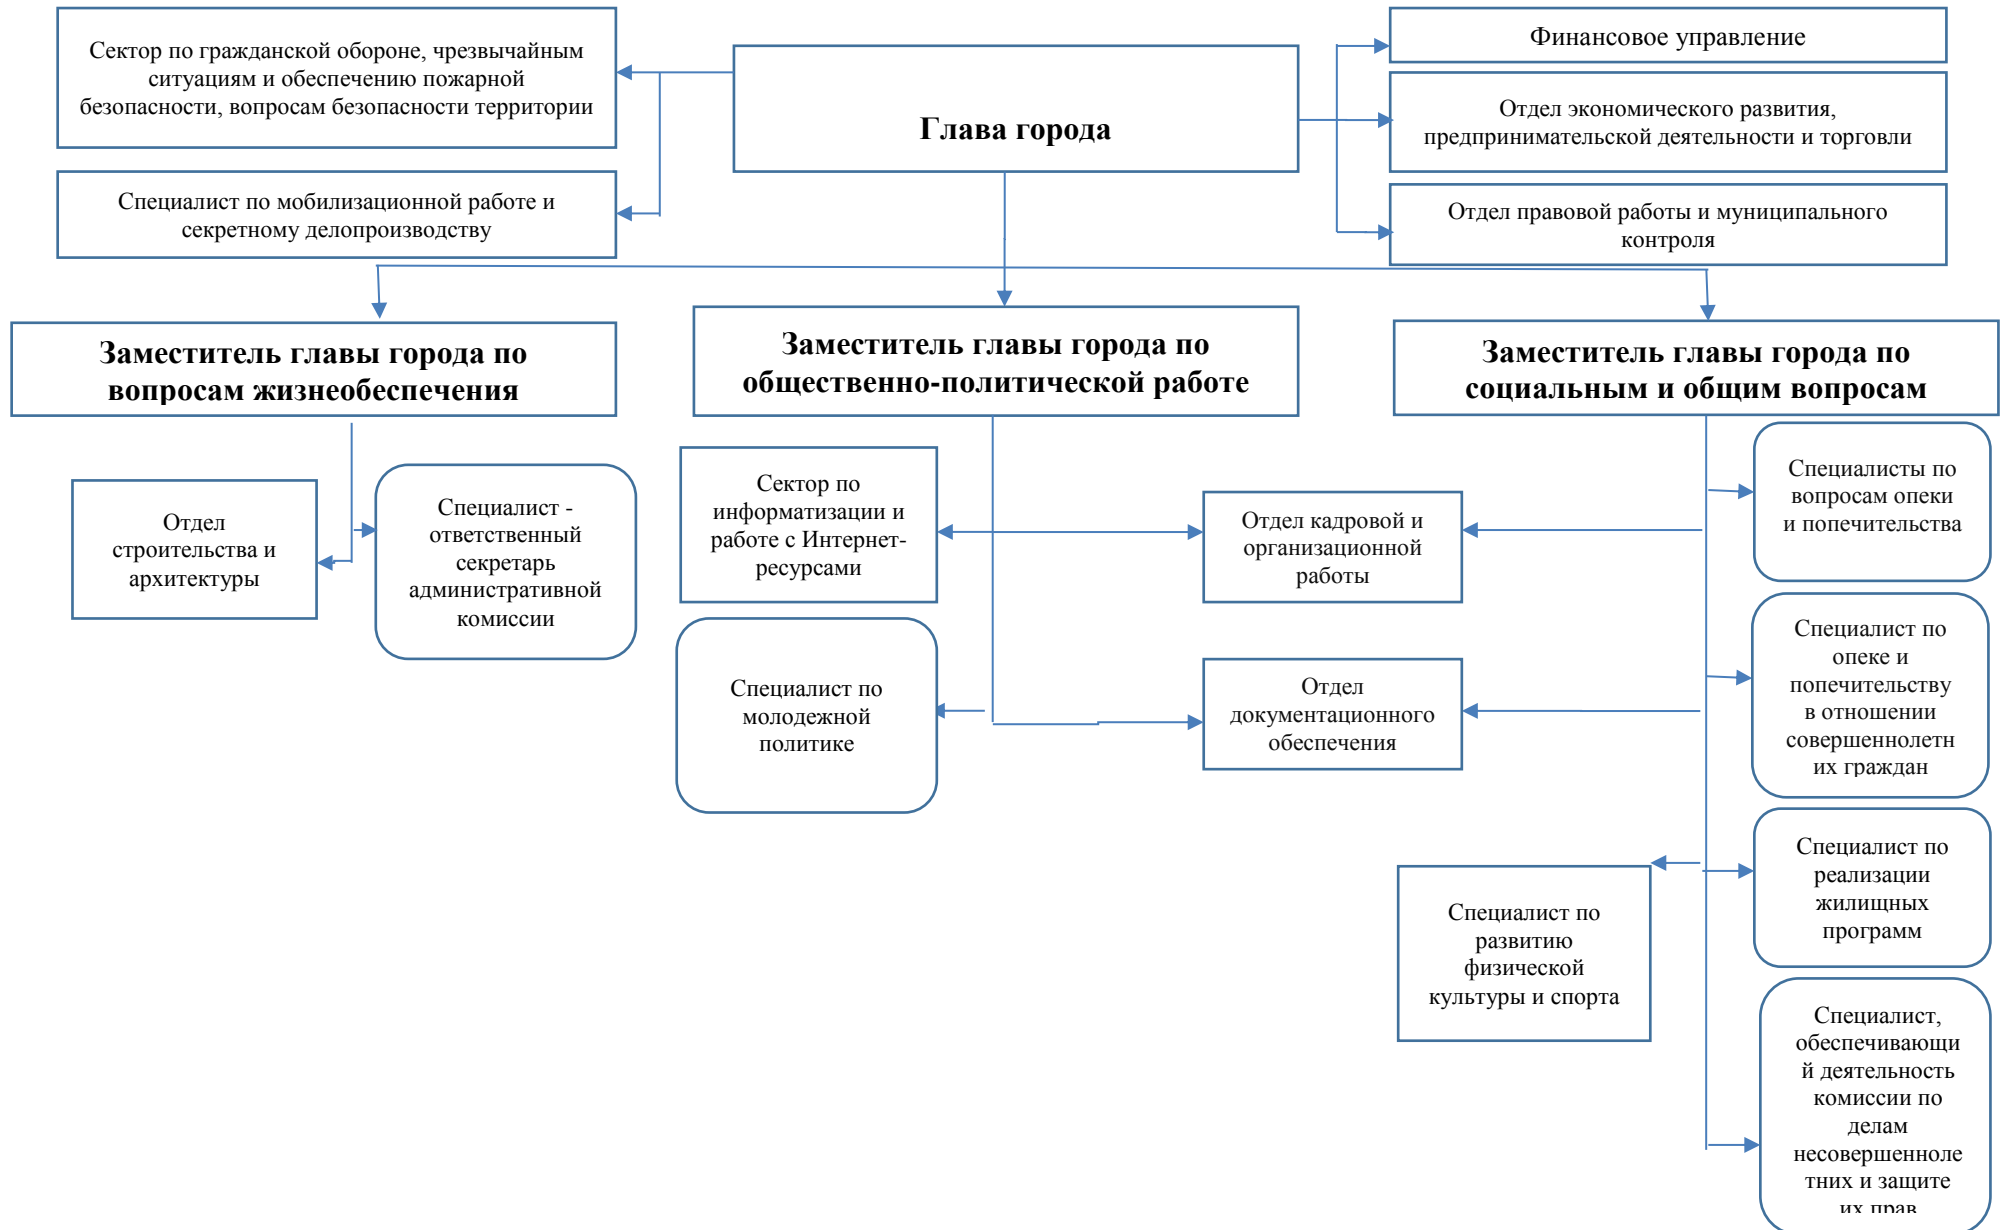 Сектор по гражданской обороне, чрезвычайным
ситуациям и обеспечению пожарной
безопасности, вопросам безопасности территории
Глава города
Финансовое управление
Отдел экономического развития,
предпринимательской деятельности и торговли
Специалист по мобилизационной работе и
секретному делопроизводству
Отдел правовой работы и муниципального
контроля
Заместитель главы города по
вопросам жизнеобеспечения
Заместитель главы города по
общественно-политической работе
Заместитель главы города по
социальным и общим вопросам
Отдел
строительства и
архитектуры
Специалист -
ответственный
секретарь
административной
комиссии
Сектор по
информатизации и
работе с Интернет-
ресурсами
Отдел кадровой и
организационной
работы
Специалисты по
вопросам опеки
и попечительства
Специалист по
молодежной
политике
Отдел
документационного
обеспечения
Специалист по
опеке и
попечительству
в отношении
совершеннолетн
их граждан
Специалист по
развитию
физической
культуры и спорта
Специалист по
реализации
жилищных
программ
Специалист,
обеспечивающи
й деятельность
комиссии по
делам
несовершеннолe
тних и защите
их прав